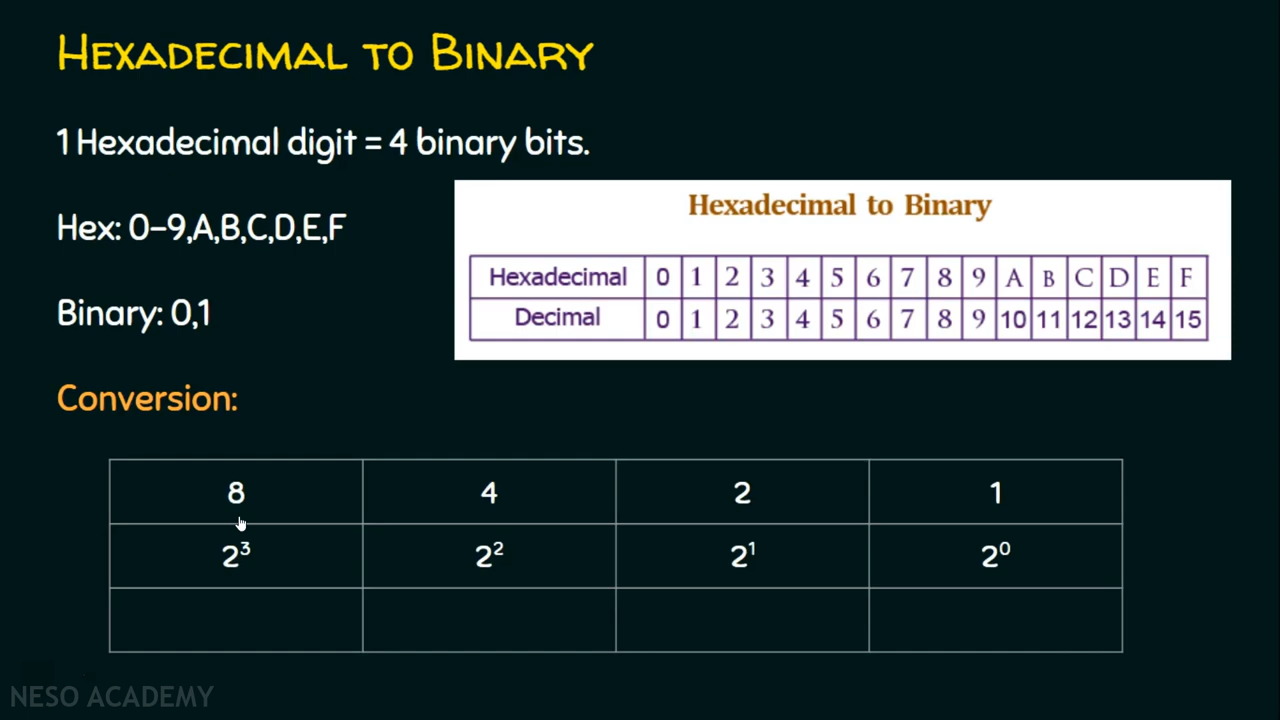 HEXADECIMAL TO BINARY
1 Hexadecimal digit = 4 binary bits.
Hex: 0-9,A,B,C,D,E,F
Binary: 0,1
Hexadecimal to Binary
Hexadecimal 0 1 2 3 4 5 6 7 8 9 A B C D E F
Decimal 0 1 2 3 4 5 6 7 8 9 10 11 12 13 14 15
Conversion:
8 4 2 1
2³ 2² 2¹ 2⁰
NESO ACADEMY